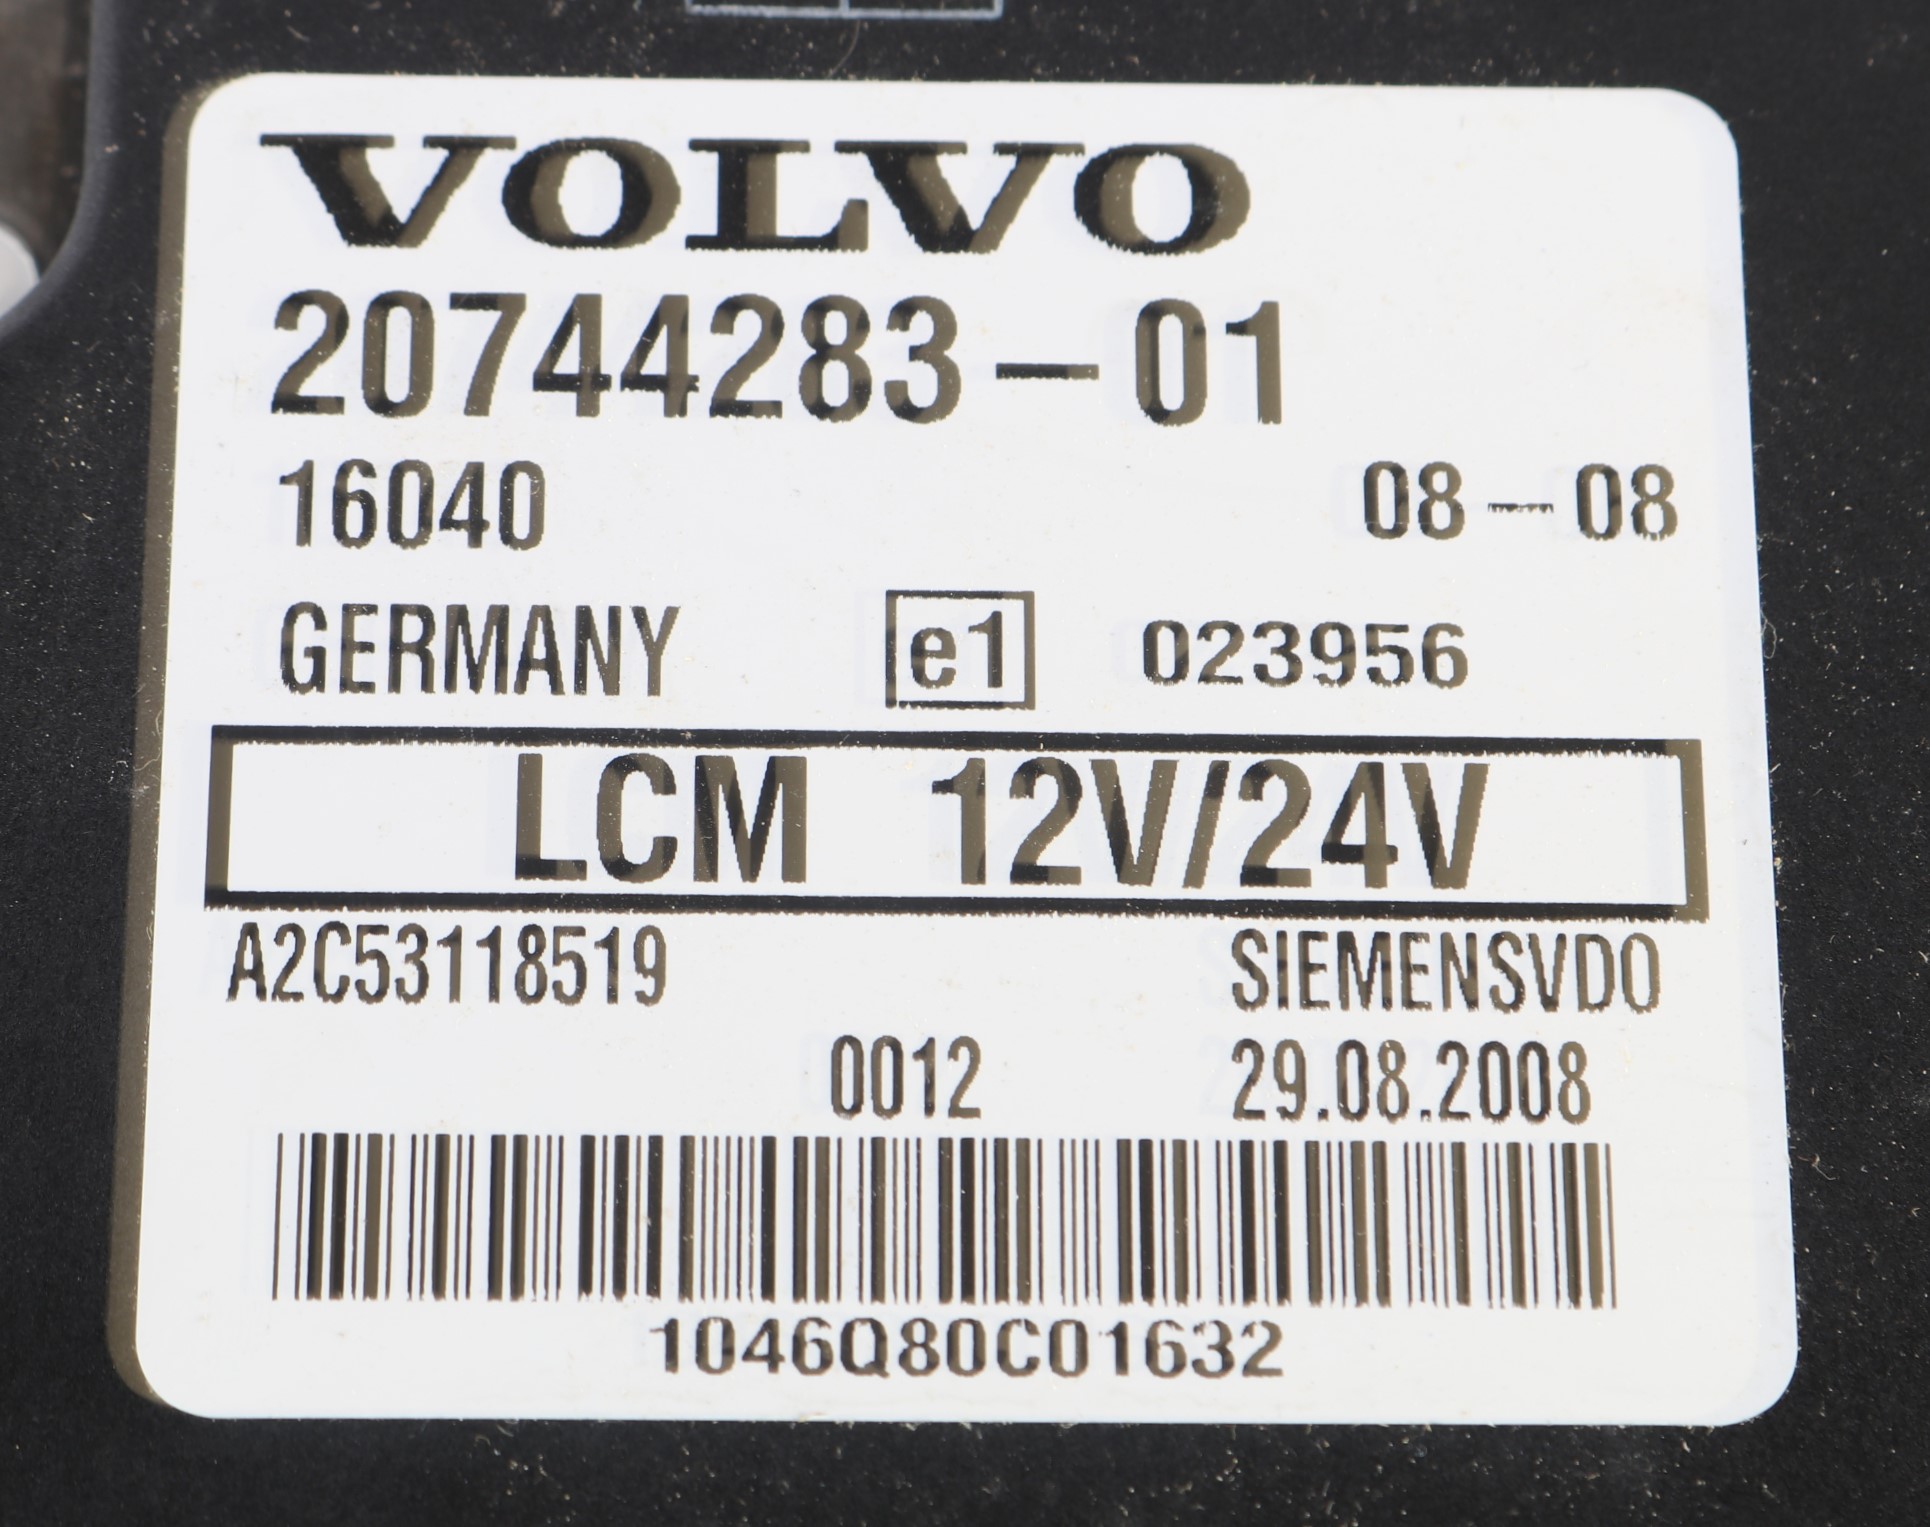 VOLVO
20744283-01
16040 08-08
GERMANY e1 023956
LCM 12V/24V
A2C53118519 SIEMENSVDO
0012 29.08.2008
1046Q80C01632